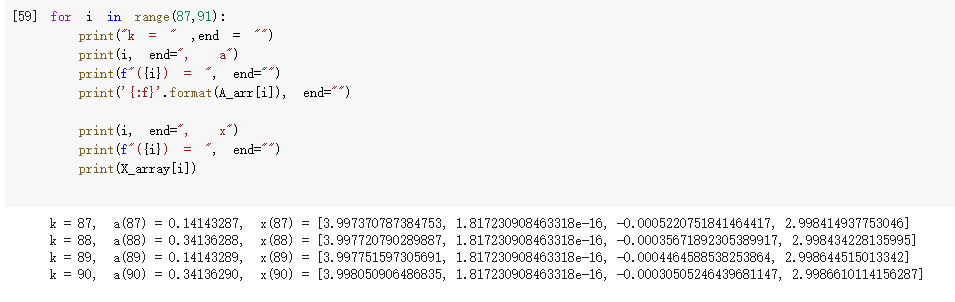 [59] for i in range(87,91):
print("k = " ,end = "")
print(i, end=", a")
print(f"({i}) = ", end="")
print('{:f}'.format(A_arr[i]), end="")
print(i, end=", x")
print(f"({i}) = ", end="")
print(X_array[i])
k = 87, a(87) = 0.14143287, x(87) = [3.997370787384753, 1.817230908463318e-16, -0.0005220751841464417, 2.998414937753046]
k = 88, a(88) = 0.34136288, x(88) = [3.997720790289887, 1.817230908463318e-16, -0.00035671892305389917, 2.998434228135995]
k = 89, a(89) = 0.14143289, x(89) = [3.997751597305691, 1.817230908463318e-16, -0.0004464588538253864, 2.998644515013342]
k = 90, a(90) = 0.34136290, x(90) = [3.998050906486835, 1.817230908463318e-16, -0.00030505246439681147, 2.9986610114156287]